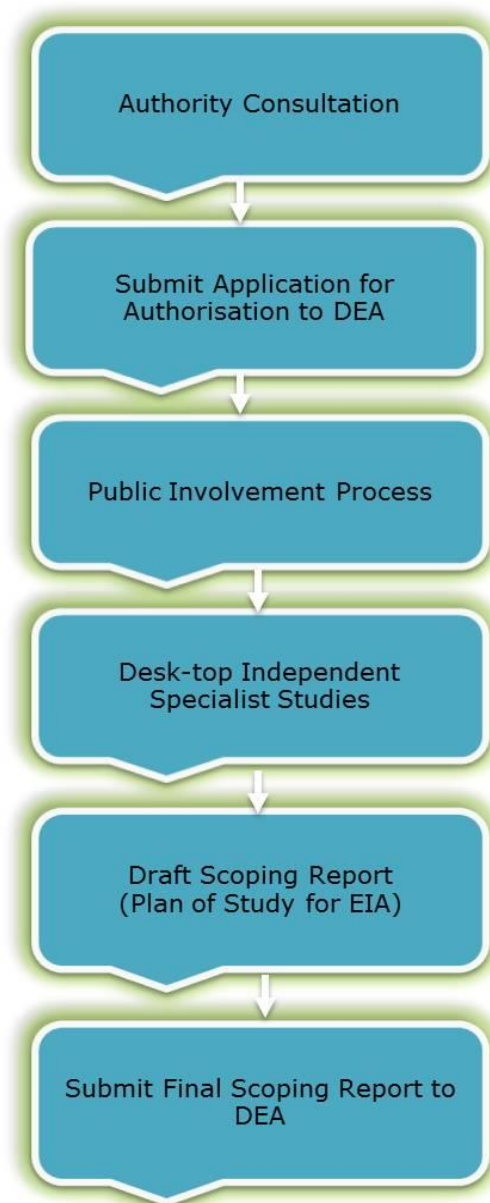 Authority Consultation
Submit Application for
Authorisation to DEA
Public Involvement Process
Desk-top Independent
Specialist Studies
Draft Scoping Report
(Plan of Study for EIA)
Submit Final Scoping Report to
DEA